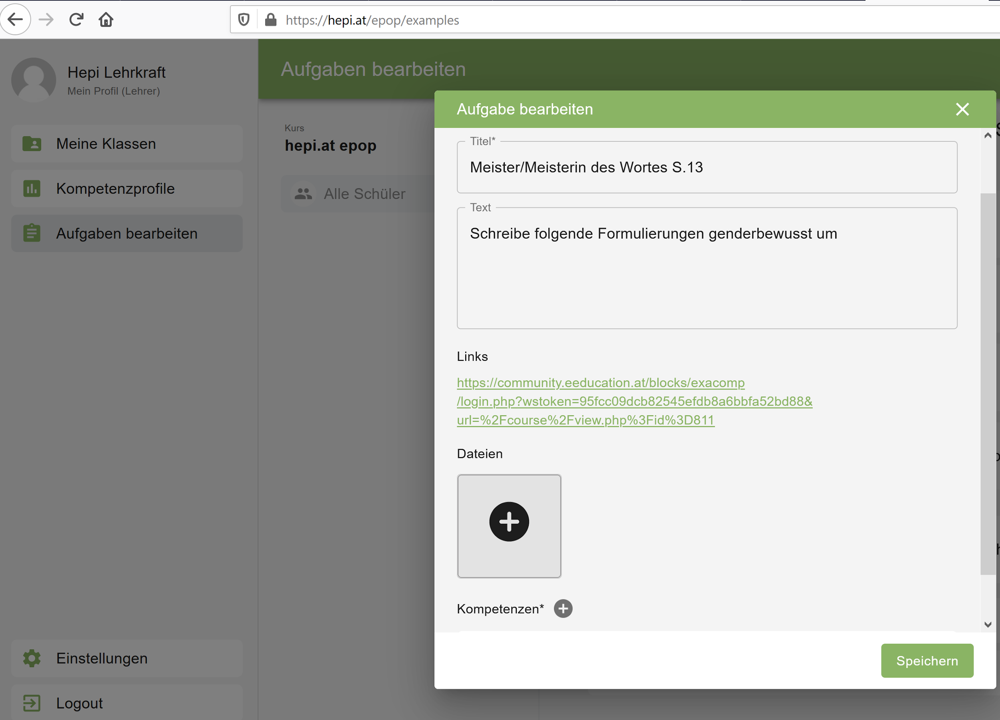 https://hepi.at/epop/examples
Hepi Lehrkraft
Mein Profil (Lehrer)
Meine Klassen
Kompetenzprofile
Aufgaben bearbeiten
Einstellungen
Logout
Aufgaben bearbeiten
Kurs
hepi.at epop
Alle Schüler
Aufgabe bearbeiten
Titel*
Meister/Meisterin des Wortes S.13
Text
Schreibe folgende Formulierungen genderbewusst um
Links
https://community.eeducation.at/blocks/exacomp
/login.php?wstoken=95fcc09dcb82545efdb8a6bbfa52bd88&
url=%2Fcourse%2Fview.php%3Fid%3D811
Dateien
Kompetenzen*
Speichern